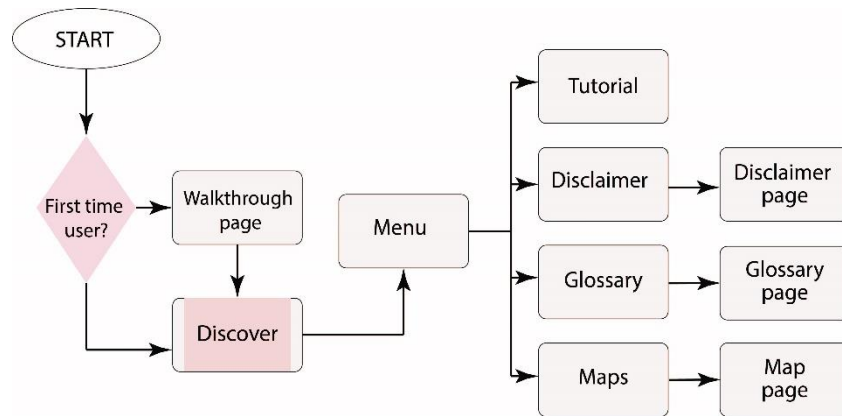 START
First time
user?
Walkthrough
page
Discover
Menu
Tutorial
Disclaimer
Disclaimer
page
Glossary
Glossary
page
Maps
Map
page